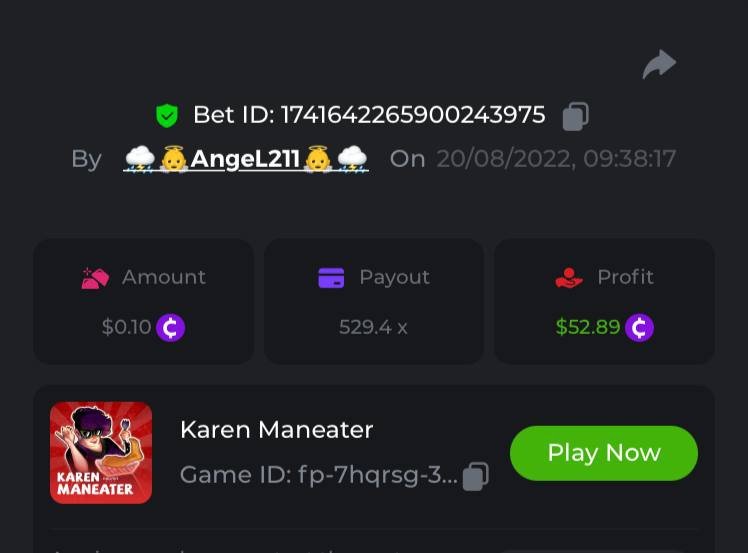 Bet ID: 1741642265900243975
By 🌧️👼AngeL211👼🌧️ On 20/08/2022, 09:38:17
Amount Payout Profit
$0.10 ₵ 529.4 x $52.89 ₵
Karen Maneater
Game ID: fp-7hqrsg-3...
Play Now
KAREN
MANEATER